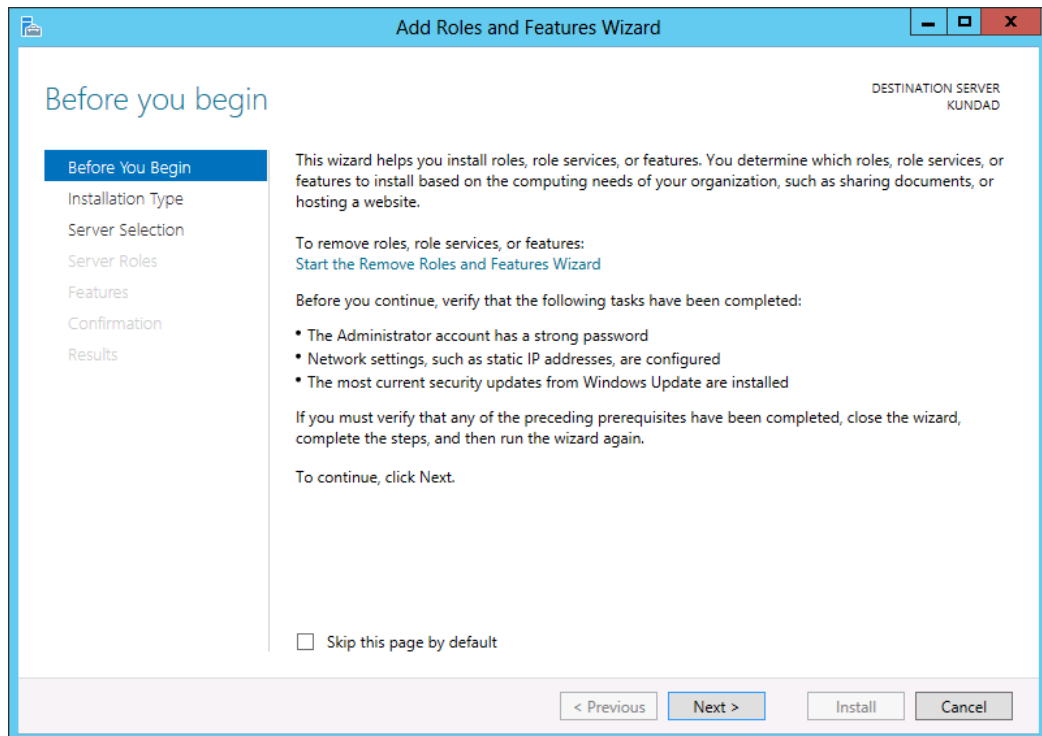 Add Roles and Features Wizard
Before you begin
DESTINATION SERVER
KUNDAD
Before You Begin
Installation Type
Server Selection
Server Roles
Features
Confirmation
Results
This wizard helps you install roles, role services, or features. You determine which roles, role services, or
features to install based on the computing needs of your organization, such as sharing documents, or
hosting a website.
To remove roles, role services, or features:
Start the Remove Roles and Features Wizard
Before you continue, verify that the following tasks have been completed:
• The Administrator account has a strong password
• Network settings, such as static IP addresses, are configured
• The most current security updates from Windows Update are installed
If you must verify that any of the preceding prerequisites have been completed, close the wizard,
complete the steps, and then run the wizard again.
To continue, click Next.
Skip this page by default
< Previous
Next >
Install
Cancel